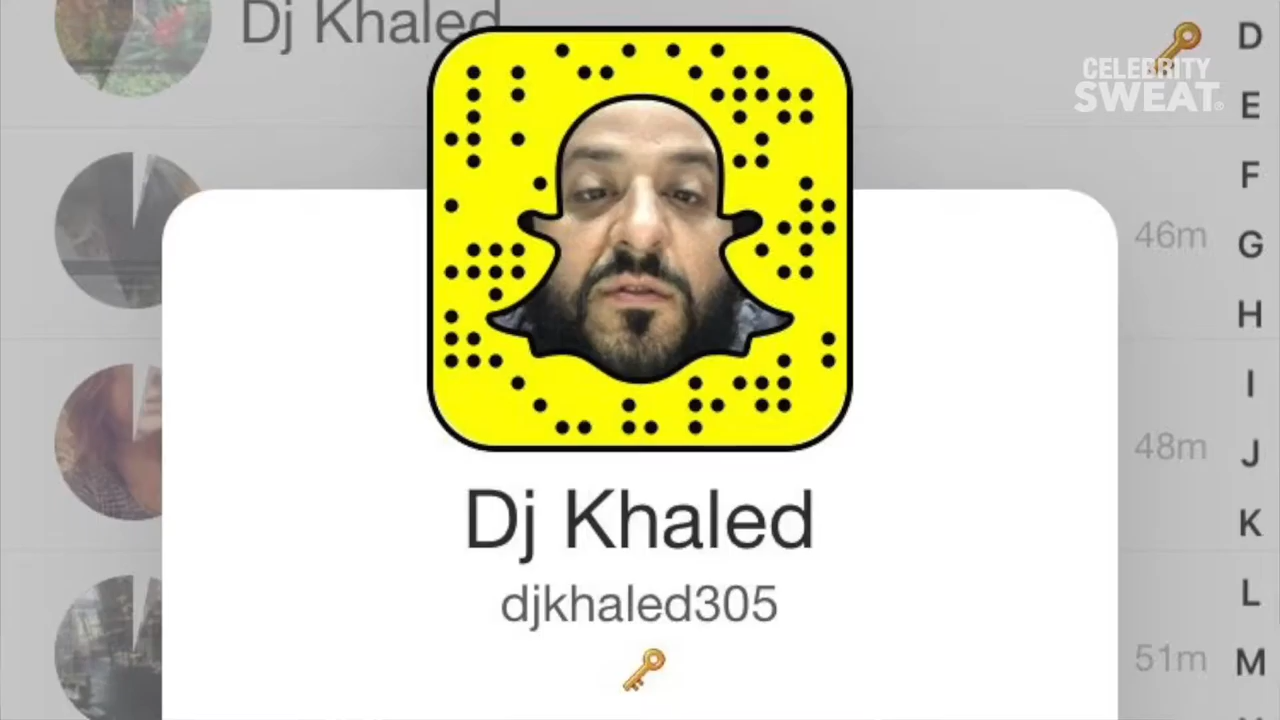 Dj Khaled
CELEBRITY
SWEAT®
D
E
F
46m
G
H
I
48m
J
K
Dj Khaled
djkhaled305
L
51m
M